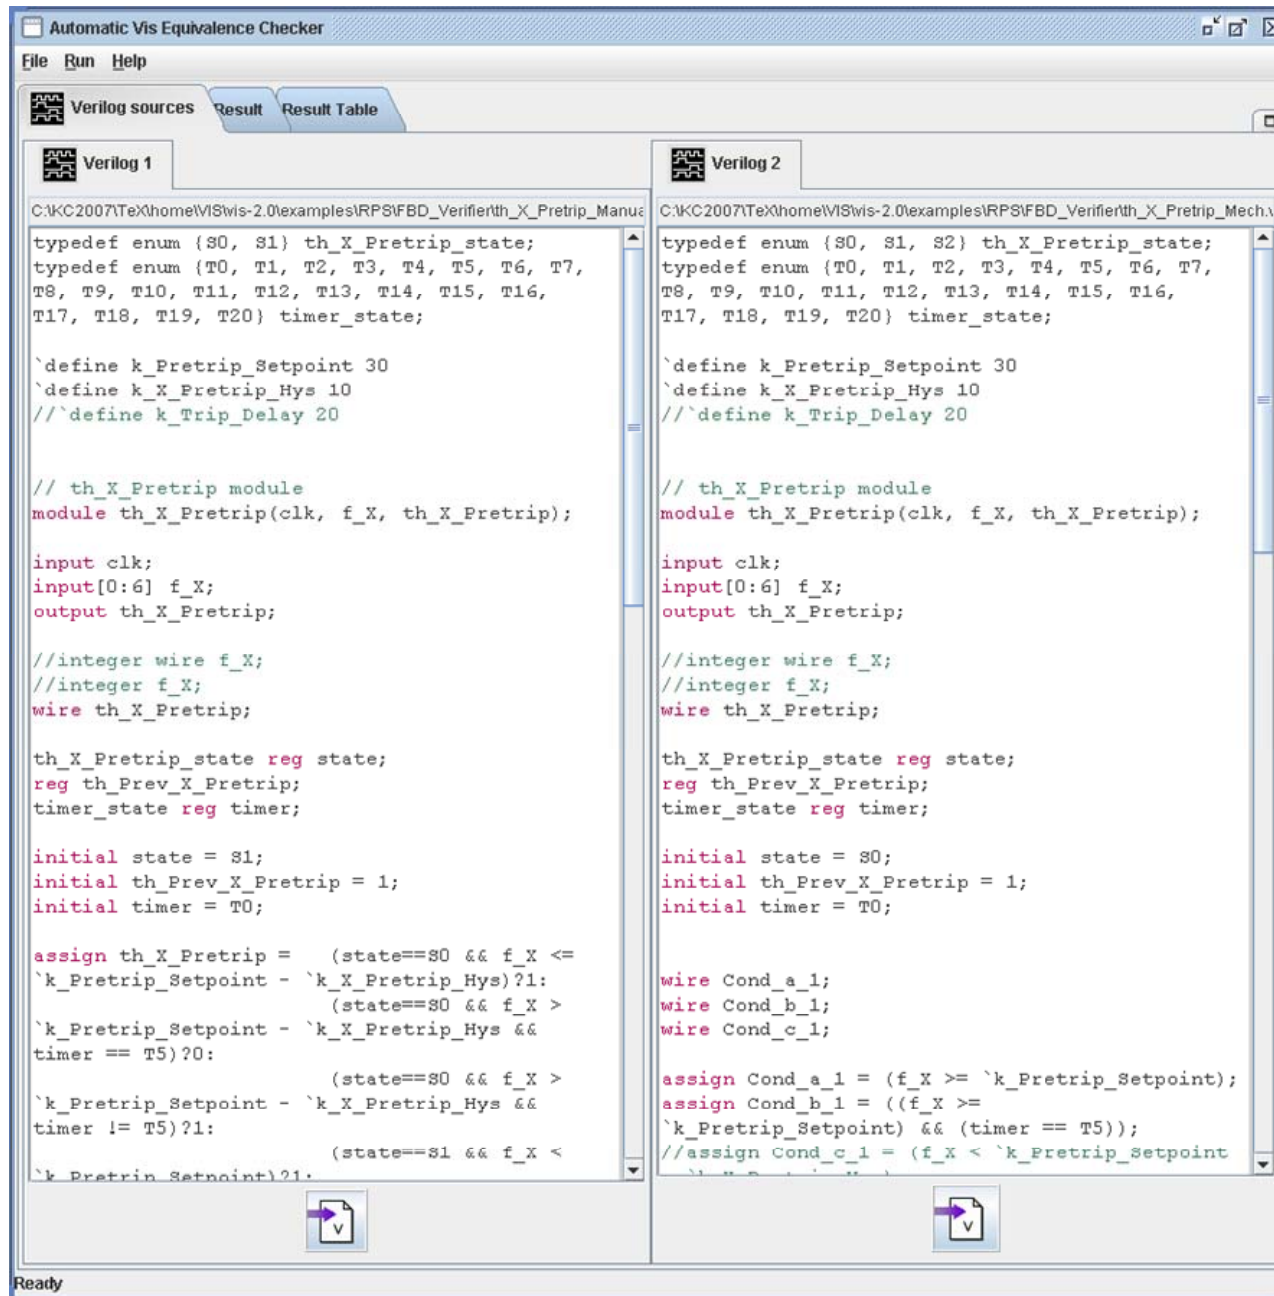 Automatic Vis Equivalence Checker
File Run Help
Verilog sources Result Result Table
Verilog 1
C:\KC2007\TeX\home\VIS\vis-2.0\examples\RPS\FBD_Verifier\th_X_Pretrip_Manua
typedef enum {S0, S1} th_X_Pretrip_state;
typedef enum {T0, T1, T2, T3, T4, T5, T6, T7,
T8, T9, T10, T11, T12, T13, T14, T15, T16,
T17, T18, T19, T20} timer_state;
`define k_Pretrip_Setpoint 30
`define k_X_Pretrip_Hys 10
//`define k_Trip_Delay 20
// th_X_Pretrip module
module th_X_Pretrip(clk, f_X, th_X_Pretrip);
input clk;
input[0:6] f_X;
output th_X_Pretrip;
//integer wire f_X;
//integer f_X;
wire th_X_Pretrip;
th_X_Pretrip_state reg state;
reg th_Prev_X_Pretrip;
timer_state reg timer;
initial state = S1;
initial th_Prev_X_Pretrip = 1;
initial timer = T0;
assign th_X_Pretrip = (state==S0 && f_X <=
`k_Pretrip_Setpoint - `k_X_Pretrip_Hys)?1:
(state==S0 && f_X >
`k_Pretrip_Setpoint - `k_X_Pretrip_Hys &&
timer == T5)?0:
(state==S0 && f_X >
`k_Pretrip_Setpoint - `k_X_Pretrip_Hys &&
timer != T5)?1:
(state==S1 && f_X <
`k_Pretrip_Setpoint)?1:
Verilog 2
C:\KC2007\TeX\home\VIS\vis-2.0\examples\RPS\FBD_Verifier\th_X_Pretrip_Mech.v
typedef enum {S0, S1, S2} th_X_Pretrip_state;
typedef enum {T0, T1, T2, T3, T4, T5, T6, T7,
T8, T9, T10, T11, T12, T13, T14, T15, T16,
T17, T18, T19, T20} timer_state;
`define k_Pretrip_Setpoint 30
`define k_X_Pretrip_Hys 10
//`define k_Trip_Delay 20
// th_X_Pretrip module
module th_X_Pretrip(clk, f_X, th_X_Pretrip);
input clk;
input[0:6] f_X;
output th_X_Pretrip;
//integer wire f_X;
//integer f_X;
wire th_X_Pretrip;
th_X_Pretrip_state reg state;
reg th_Prev_X_Pretrip;
timer_state reg timer;
initial state = S0;
initial th_Prev_X_Pretrip = 1;
initial timer = T0;
wire Cond_a_1;
wire Cond_b_1;
wire Cond_c_1;
assign Cond_a_1 = (f_X >= `k_Pretrip_Setpoint);
assign Cond_b_1 = ((f_X >=
`k_Pretrip_Setpoint) && (timer == T5));
//assign Cond_c_1 = (f_X < `k_Pretrip_Setpoint
V
V
Ready